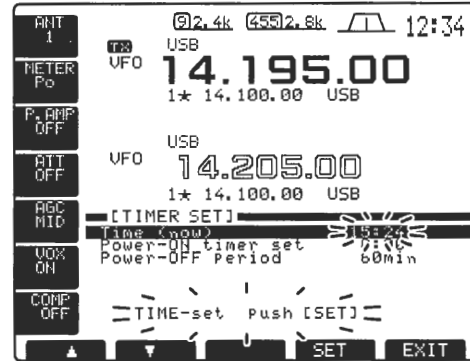 ANT 1
9 2.4k 455 2.8k 12:34
TX USB
VFO 14.195.00
1★ 14.100.00 USB
METER Po
P.AMP OFF
USB
VFO 14.205.00
1★ 14.100.00 USB
ATT OFF
AGC MID
VOX ON
COMP OFF
[TIMER SET]
Time (now) 15:24
Power-ON timer set
Power-OFF Period 60min
TIME-set Push [SET]
▲ ▼ SET EXIT